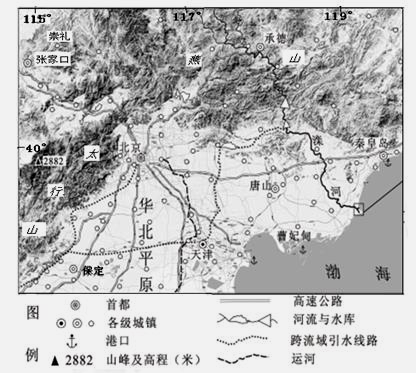 115°
117°
119°
崇礼
张家口
承德
燕
山
40°
2882
太
行
山
北京
滦
河
秦皇岛
唐山
华
北
平
原
曹妃甸
天津
保定
渤 海
图
例
首都
各级城镇
港口
2882 山峰及高程(米)
高速公路
河流与水库
跨流域引水线路
运河